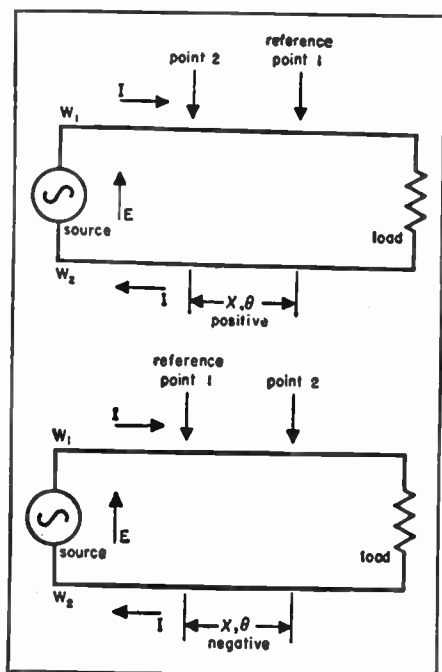 reference
point 2 point 1
I
W₁
E
source load
W₂
I X, θ
positive
reference
point 1 point 2
I
W₁
E
source load
W₂
I X, θ
negative